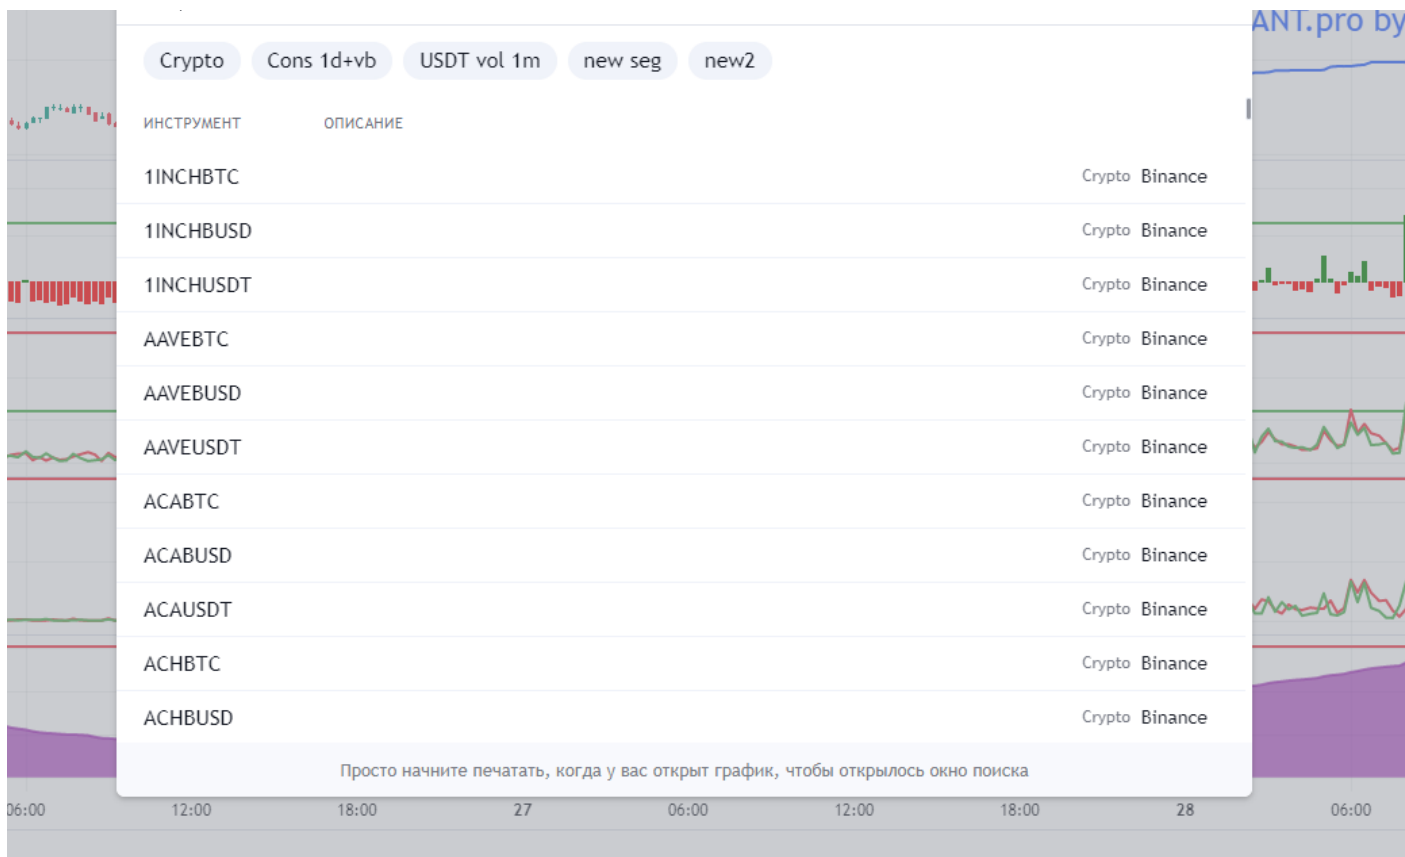 ANT.pro by
Crypto Cons 1d+vb USDT vol 1m new seg new2
ИНСТРУМЕНТ ОПИСАНИЕ
1INCHBTC Crypto Binance
1INCHBUSD Crypto Binance
1INCHUSDT Crypto Binance
AAVEBTC Crypto Binance
AAVEBUSD Crypto Binance
AAVEUSDT Crypto Binance
ACABTC Crypto Binance
ACABUSD Crypto Binance
ACAUSDT Crypto Binance
ACHBTC Crypto Binance
ACHBUSD Crypto Binance
Просто начните печатать, когда у вас открыт график, чтобы открылось окно поиска
06:00 12:00 18:00 27 06:00 12:00 18:00 28 06:00